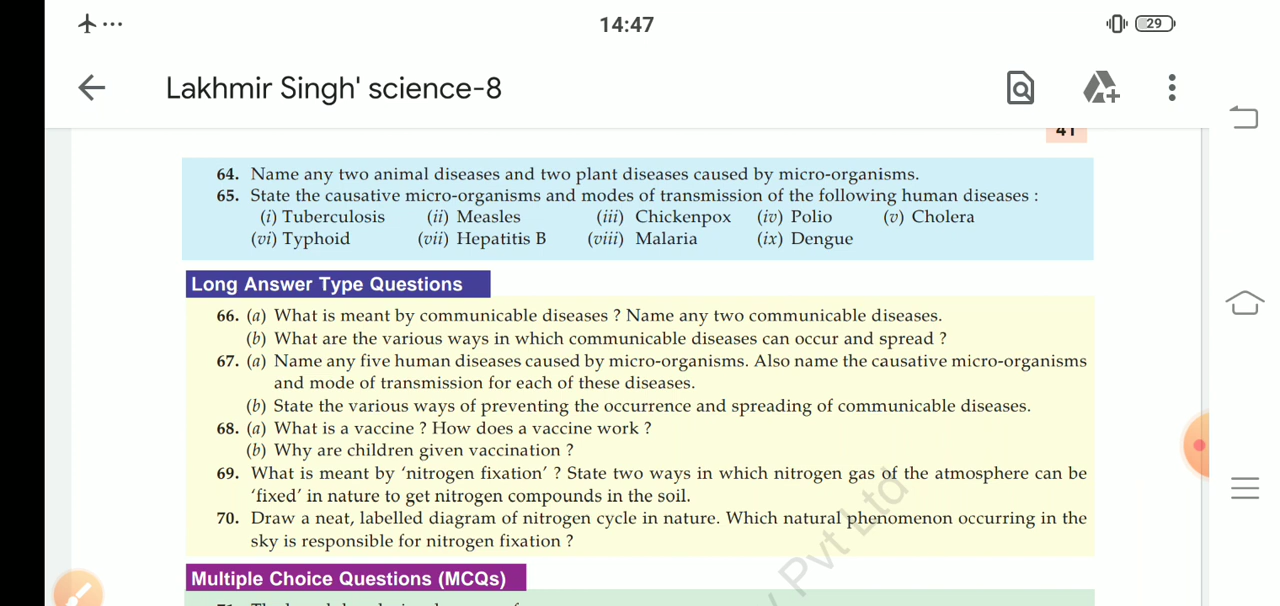 14:47
29
Lakhmir Singh' science-8
41
64. Name any two animal diseases and two plant diseases caused by micro-organisms.
65. State the causative micro-organisms and modes of transmission of the following human diseases :
(i) Tuberculosis (ii) Measles (iii) Chickenpox (iv) Polio (v) Cholera
(vi) Typhoid (vii) Hepatitis B (viii) Malaria (ix) Dengue
Long Answer Type Questions
66. (a) What is meant by communicable diseases ? Name any two communicable diseases.
(b) What are the various ways in which communicable diseases can occur and spread ?
67. (a) Name any five human diseases caused by micro-organisms. Also name the causative micro-organisms
and mode of transmission for each of these diseases.
(b) State the various ways of preventing the occurrence and spreading of communicable diseases.
68. (a) What is a vaccine ? How does a vaccine work ?
(b) Why are children given vaccination ?
69. What is meant by ‘nitrogen fixation’ ? State two ways in which nitrogen gas of the atmosphere can be
‘fixed’ in nature to get nitrogen compounds in the soil.
70. Draw a neat, labelled diagram of nitrogen cycle in nature. Which natural phenomenon occurring in the
sky is responsible for nitrogen fixation ?
Pvt Ltd
Multiple Choice Questions (MCQs)